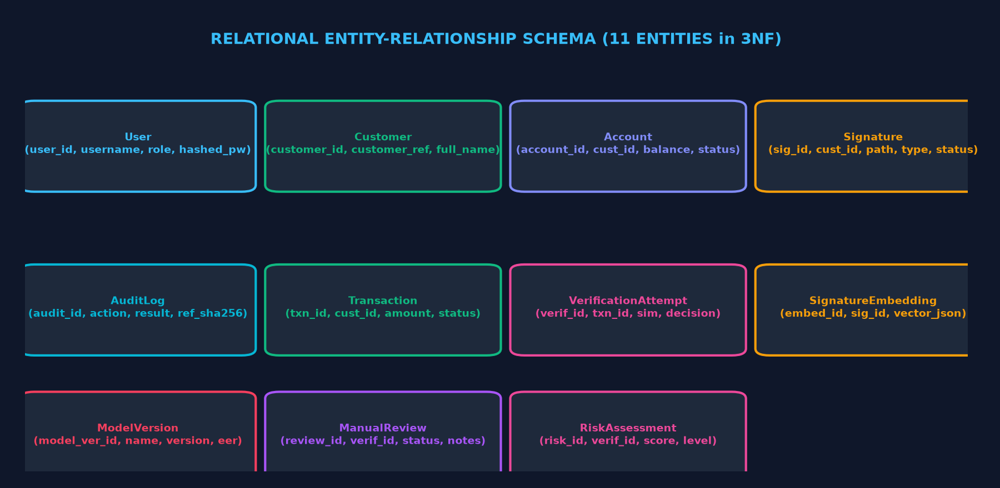 RELATIONAL ENTITY-RELATIONSHIP SCHEMA (11 ENTITIES in 3NF)
User
(user_id, username, role, hashed_pw)
Customer
(customer_id, customer_ref, full_name)
Account
(account_id, cust_id, balance, status)
Signature
(sig_id, cust_id, path, type, status)
AuditLog
(audit_id, action, result, ref_sha256)
Transaction
(txn_id, cust_id, amount, status)
VerificationAttempt
(verif_id, txn_id, sim, decision)
SignatureEmbedding
(embed_id, sig_id, vector_json)
ModelVersion
(model_ver_id, name, version, eer)
ManualReview
(review_id, verif_id, status, notes)
RiskAssessment
(risk_id, verif_id, score, level)